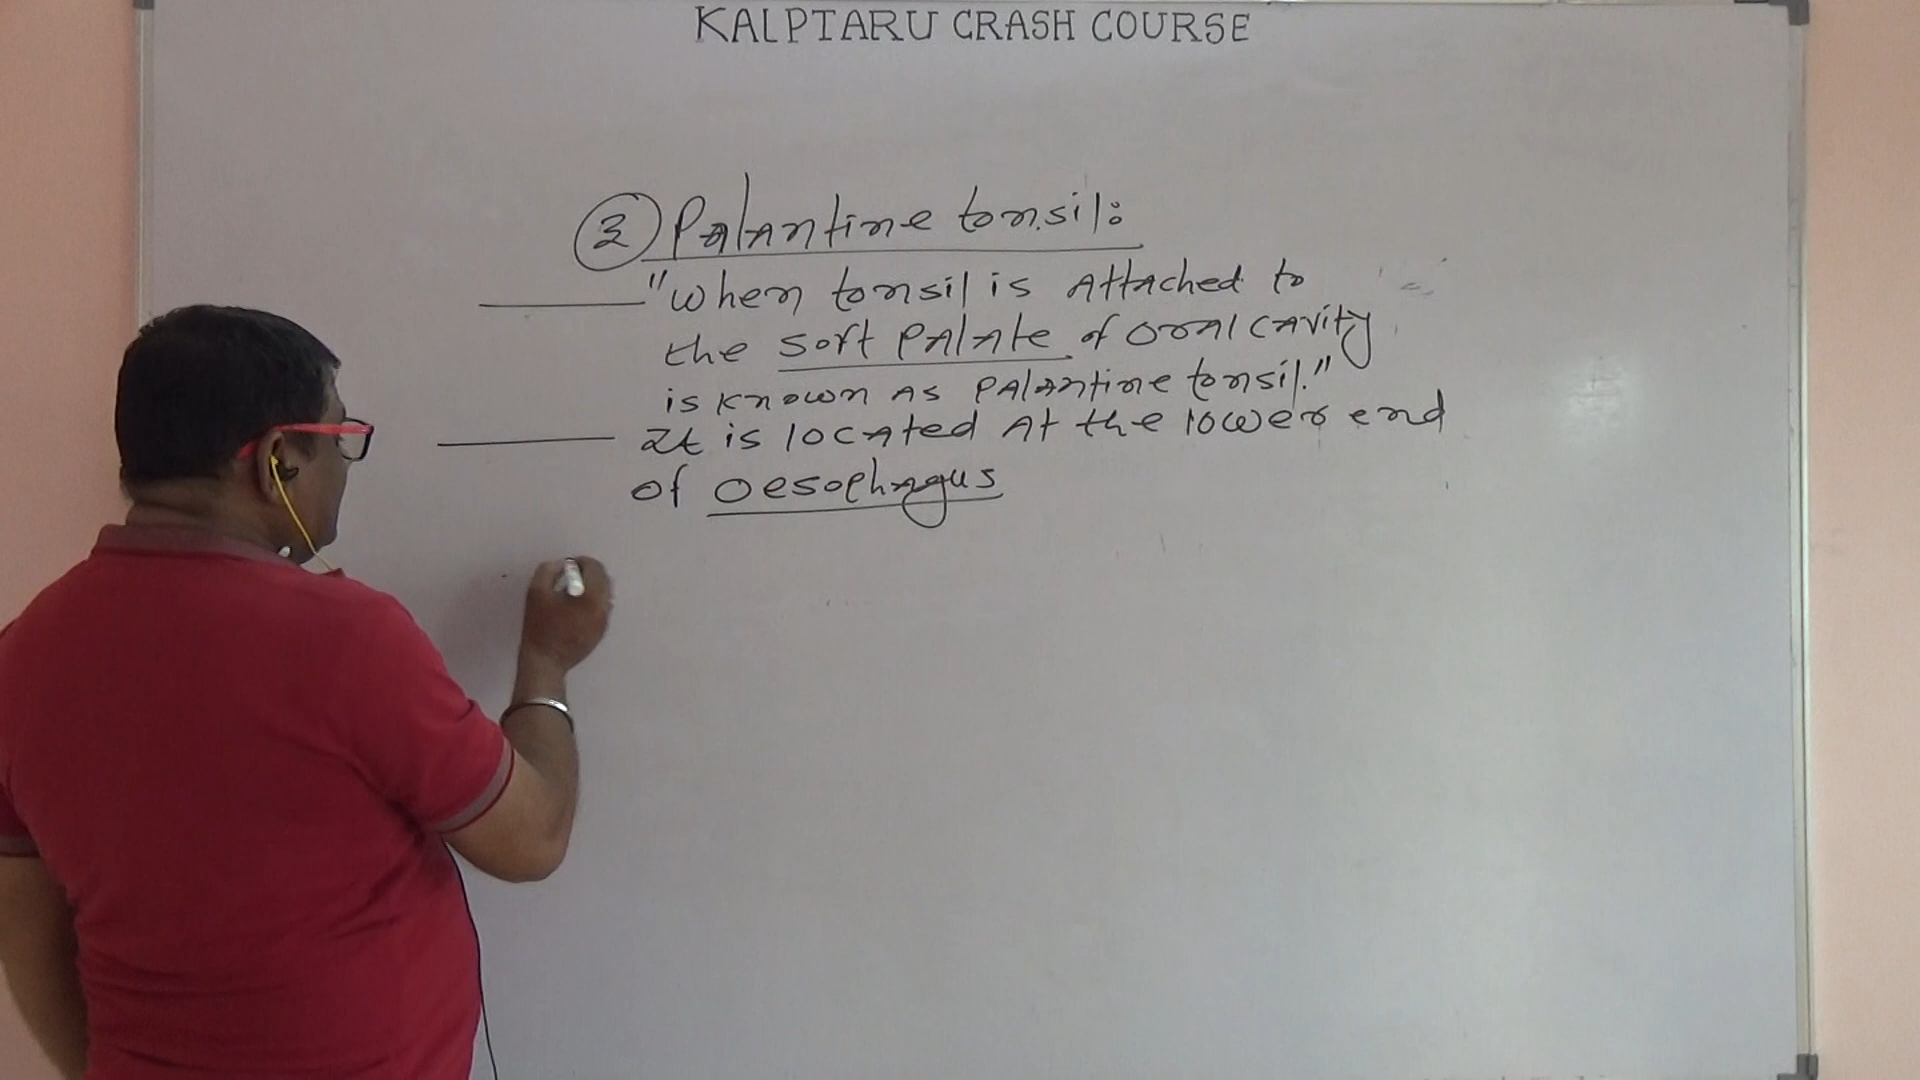 KALPTARU CRASH COURSE
③ Palantine tonsil:
"When tonsil is Attached to
the soft palate of oral cavity
is known as palantine tonsil."
It is located at the lower end
of oesophagus